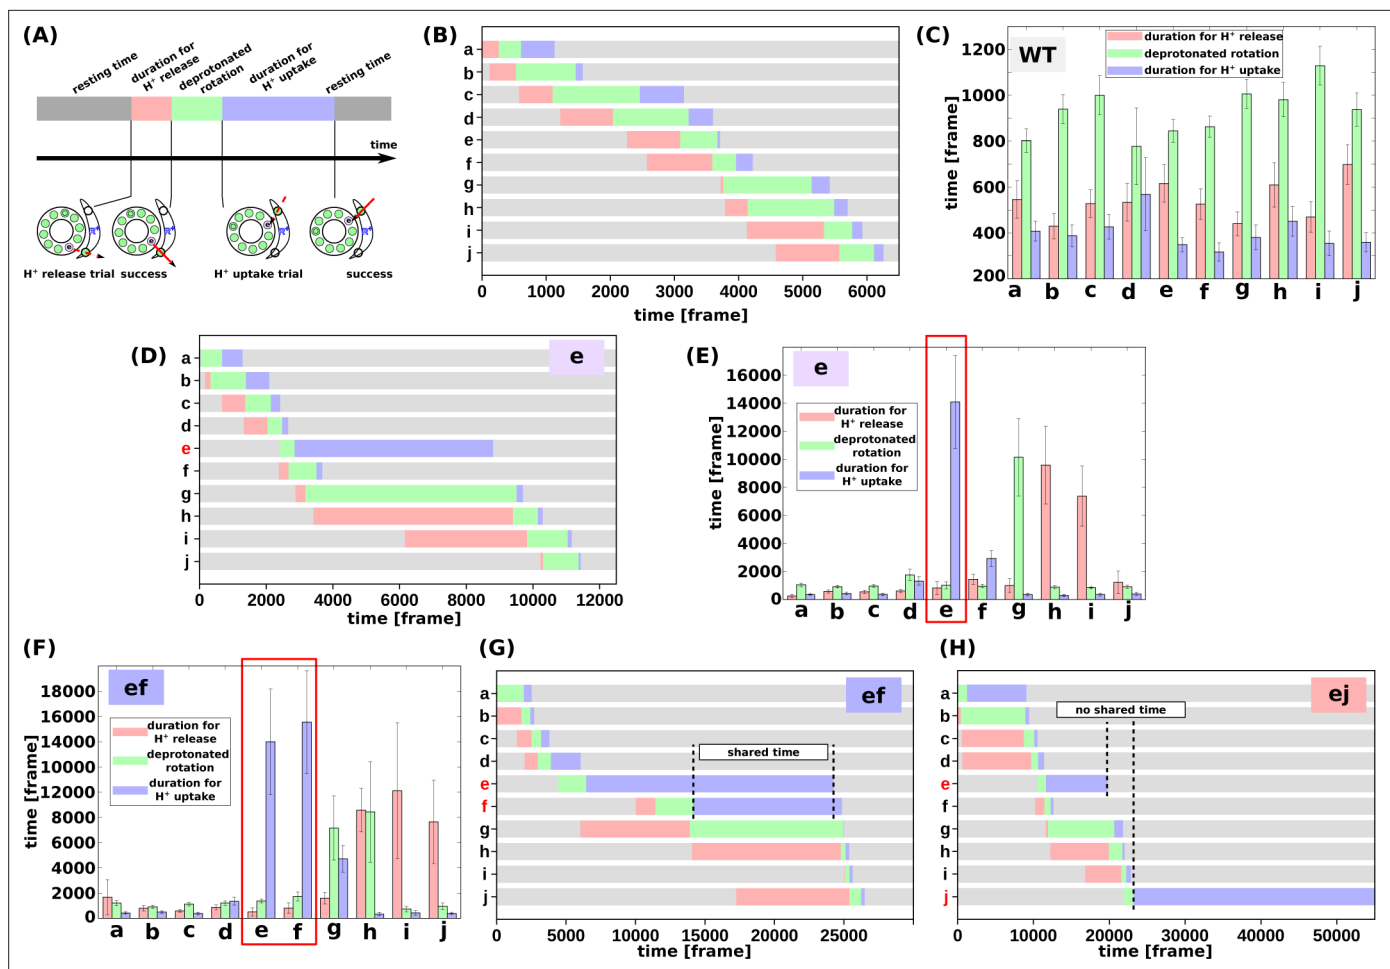 (A)
resting time
duration for
H⁺ release
deprotonated
rotation
duration for
H⁺ uptake
resting time
time
H⁺ release trial
success
H⁺ uptake trial
success
(B)
a
b
c
d
e
f
g
h
i
j
0 1000 2000 3000 4000 5000 6000
time [frame]
(C)
WT
duration for H⁺ release
deprotonated rotation
duration for H⁺ uptake
time [frame]
1200
1000
800
600
400
200
a b c d e f g h i j
(D)
e
a
b
c
d
e
f
g
h
i
j
0 2000 4000 6000 8000 10000 12000
time [frame]
(E)
e
duration for
H⁺ release
deprotonated
rotation
duration for
H⁺ uptake
time [frame]
16000
14000
12000
10000
8000
6000
4000
2000
0
a b c d e f g h i j
(F)
ef
duration for
H⁺ release
deprotonated
rotation
duration for
H⁺ uptake
time [frame]
18000
16000
14000
12000
10000
8000
6000
4000
2000
0
a b c d e f g h i j
(G)
ef
shared time
a
b
c
d
e
f
g
h
i
j
0 5000 10000 15000 20000 25000
time [frame]
(H)
ej
no shared time
a
b
c
d
e
f
g
h
i
j
0 10000 20000 30000 40000 50000
time [frame]